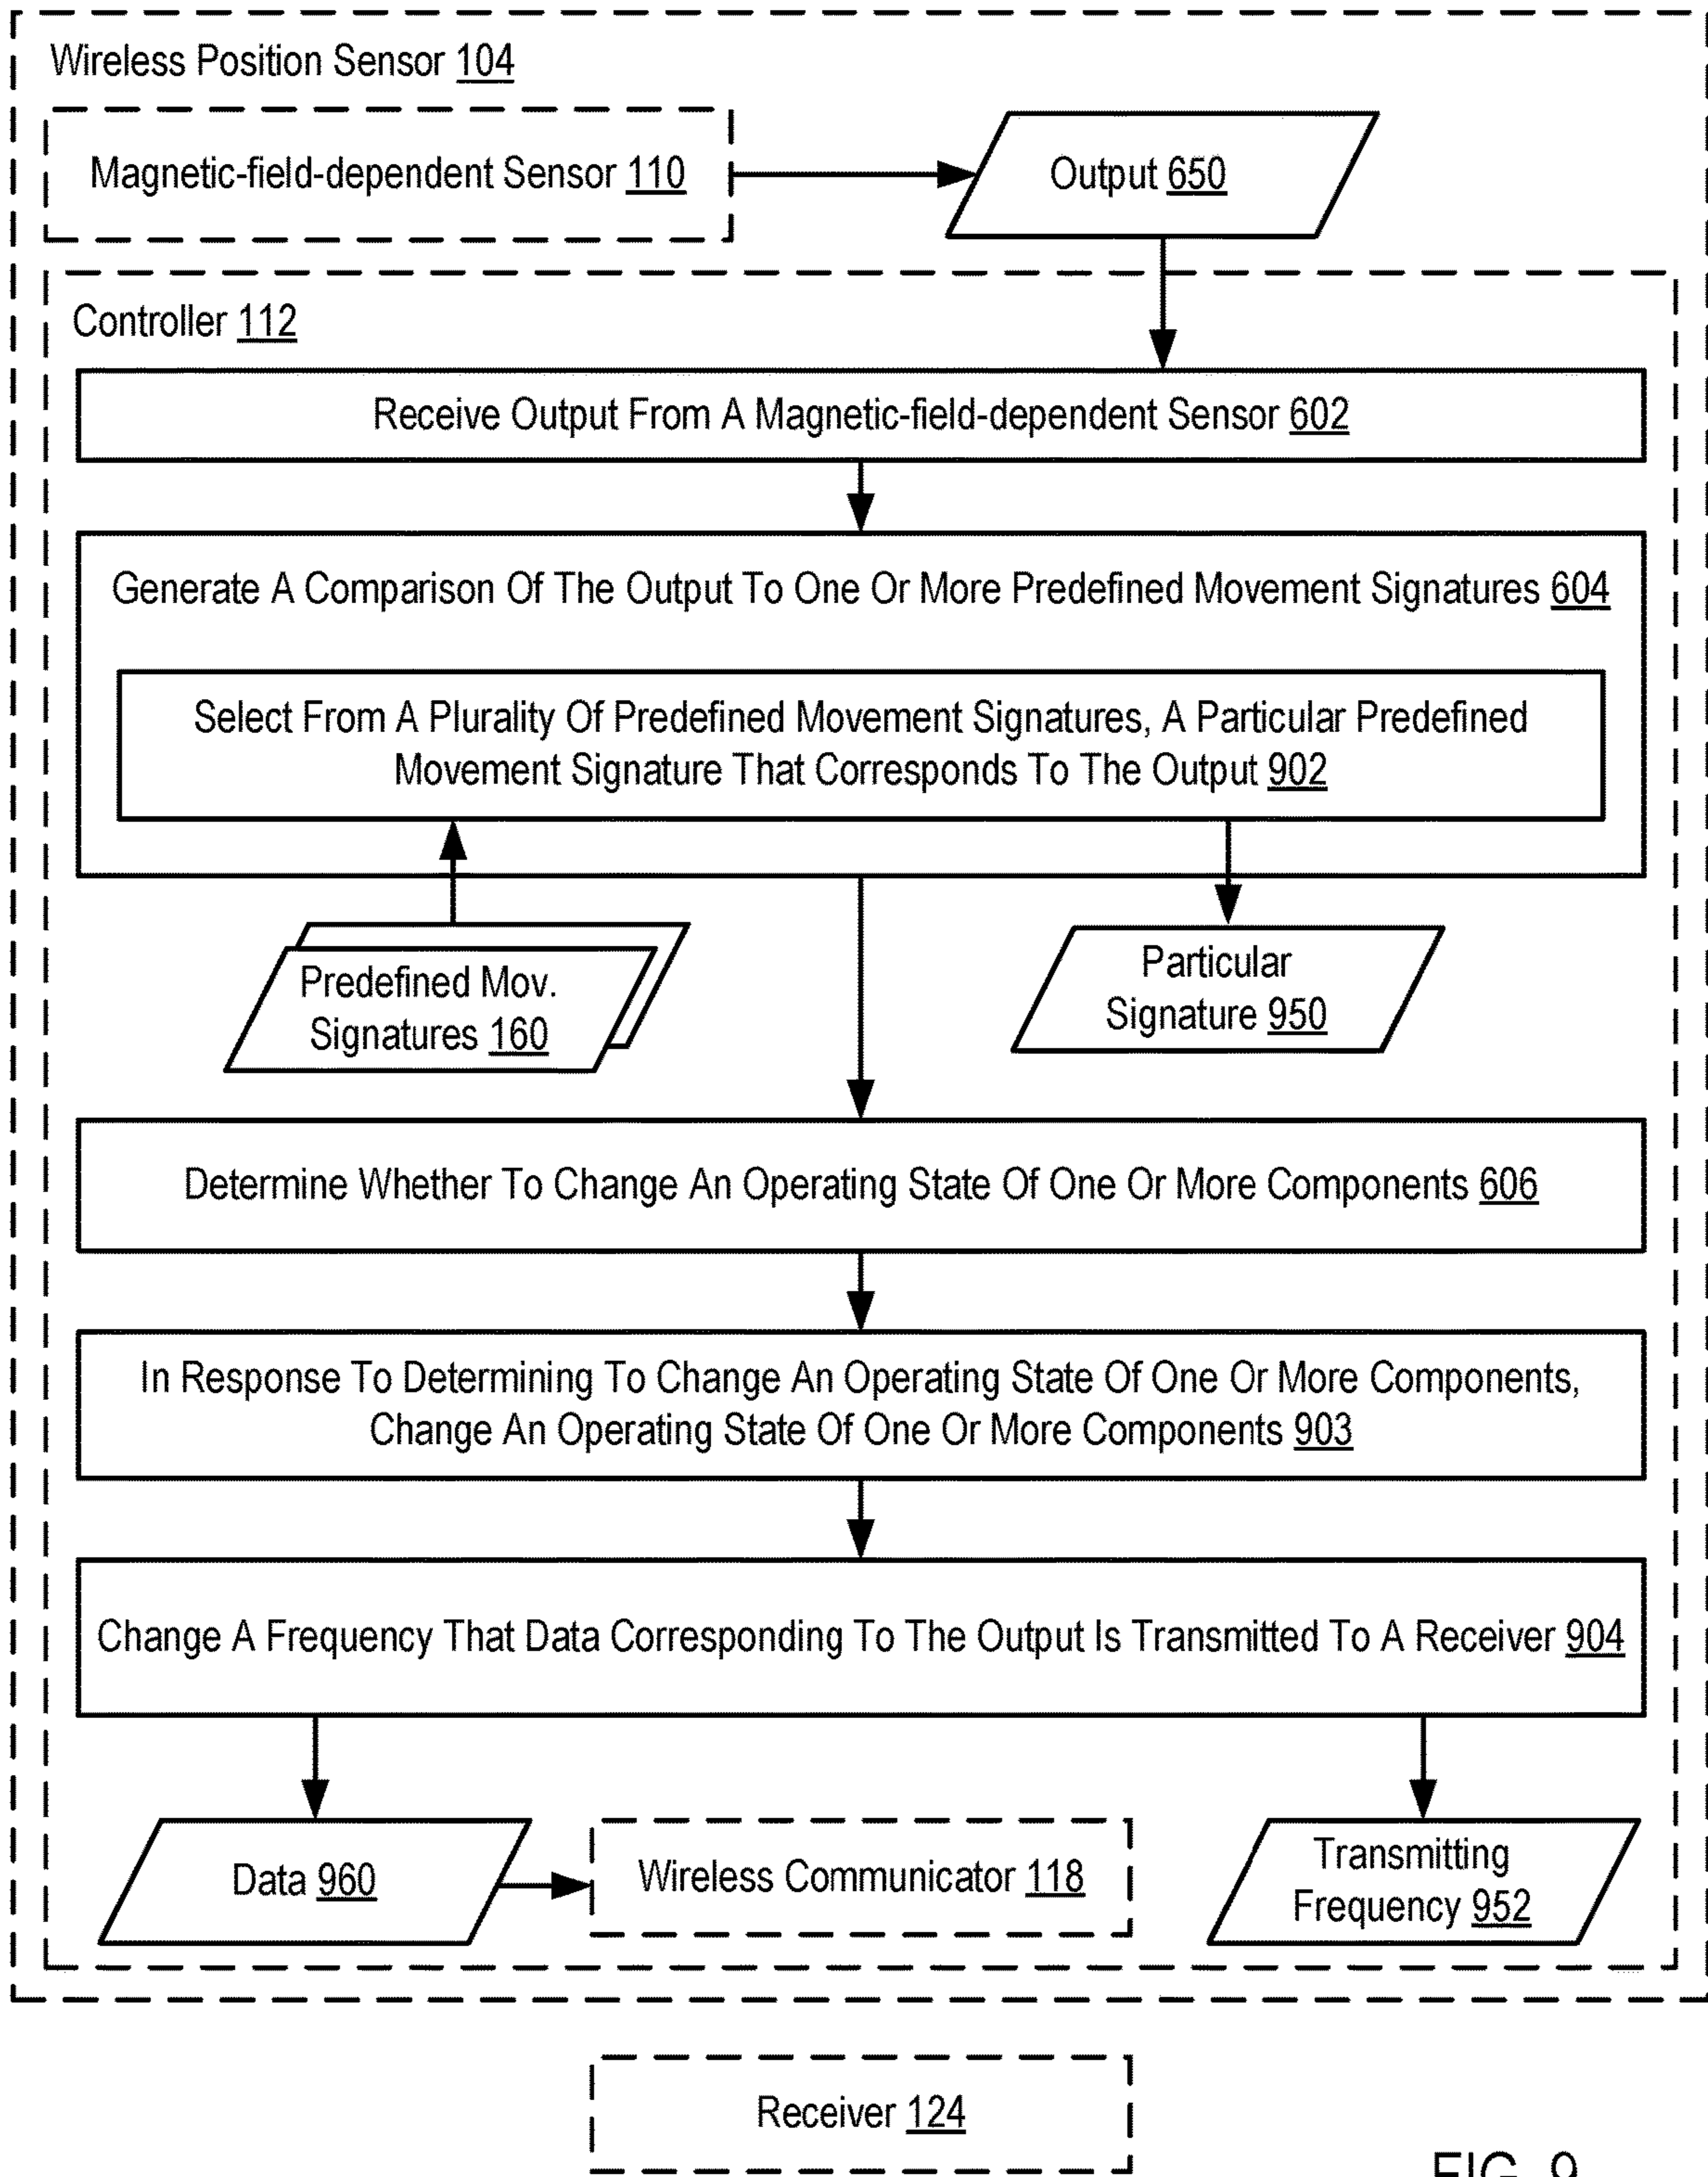 Wireless Position Sensor 104
Magnetic-field-dependent Sensor 110
Output 650
Controller 112
Receive Output From A Magnetic-field-dependent Sensor 602
Generate A Comparison Of The Output To One Or More Predefined Movement Signatures 604
Select From A Plurality Of Predefined Movement Signatures, A Particular Predefined
Movement Signature That Corresponds To The Output 902
Predefined Mov.
Signatures 160
Particular
Signature 950
Determine Whether To Change An Operating State Of One Or More Components 606
In Response To Determining To Change An Operating State Of One Or More Components,
Change An Operating State Of One Or More Components 903
Change A Frequency That Data Corresponding To The Output Is Transmitted To A Receiver 904
Data 960
Wireless Communicator 118
Transmitting
Frequency 952
Receiver 124
FIG. 9